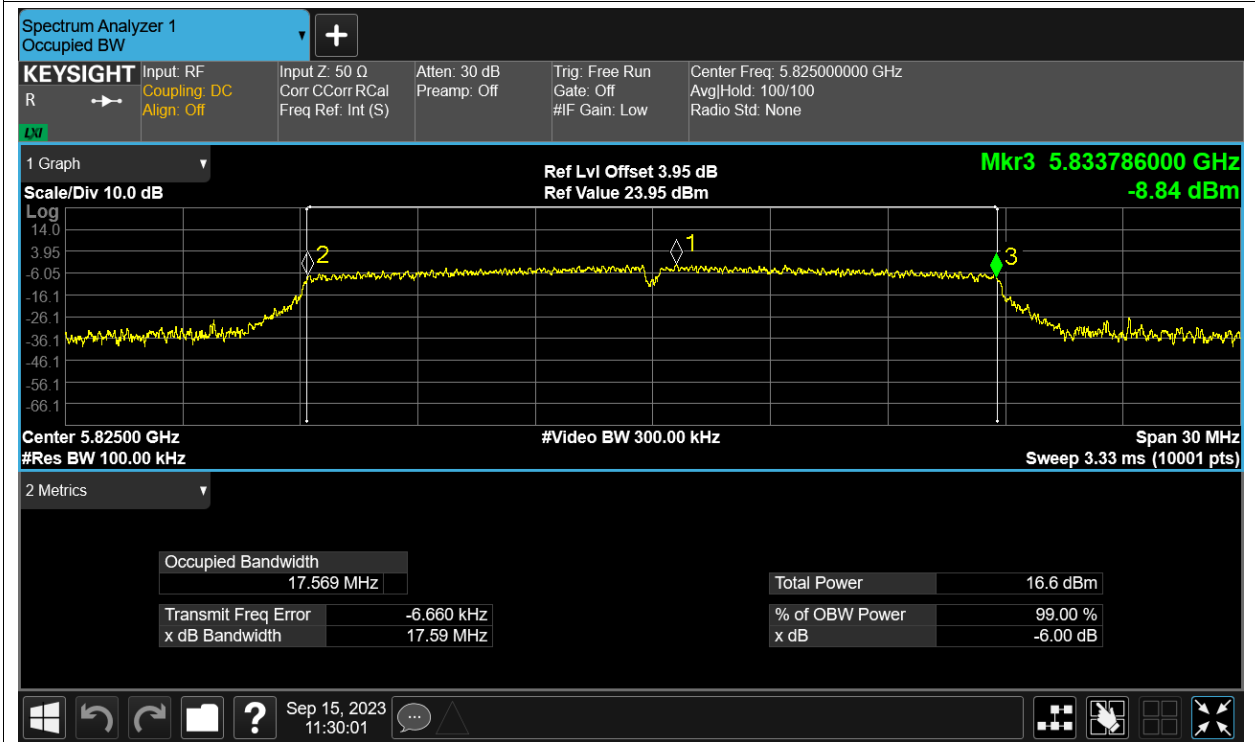 Spectrum Analyzer 1
Occupied BW
KEYSIGHT
R
LXI
Input: RF
Coupling: DC
Align: Off
Input Z: 50 Ω
Corr CCorr RCal
Freq Ref: Int (S)
Atten: 30 dB
Preamp: Off
Trig: Free Run
Gate: Off
#IF Gain: Low
Center Freq: 5.825000000 GHz
Avg|Hold: 100/100
Radio Std: None
1 Graph
Scale/Div 10.0 dB
Ref Lvl Offset 3.95 dB
Ref Value 23.95 dBm
Mkr3 5.833786000 GHz
-8.84 dBm
Log
14.0
3.95
-6.05
-16.1
-26.1
-36.1
-46.1
-56.1
-66.1
2
1
3
Center 5.82500 GHz
#Res BW 100.00 kHz
#Video BW 300.00 kHz
Span 30 MHz
Sweep 3.33 ms (10001 pts)
2 Metrics
Occupied Bandwidth
17.569 MHz
Transmit Freq Error -6.660 kHz
x dB Bandwidth 17.59 MHz
Total Power 16.6 dBm
% of OBW Power 99.00 %
x dB -6.00 dB
?
Sep 15, 2023
11:30:01